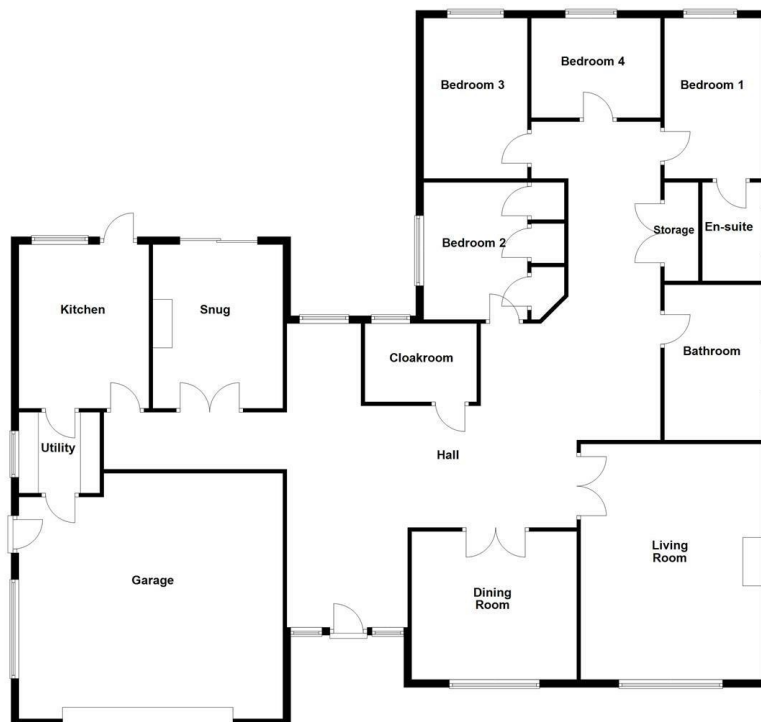 Bedroom 3
Bedroom 4
Bedroom 1
Bedroom 2
Storage
En-suite
Kitchen
Snug
Cloakroom
Bathroom
Utility
Hall
Living
Room
Garage
Dining
Room